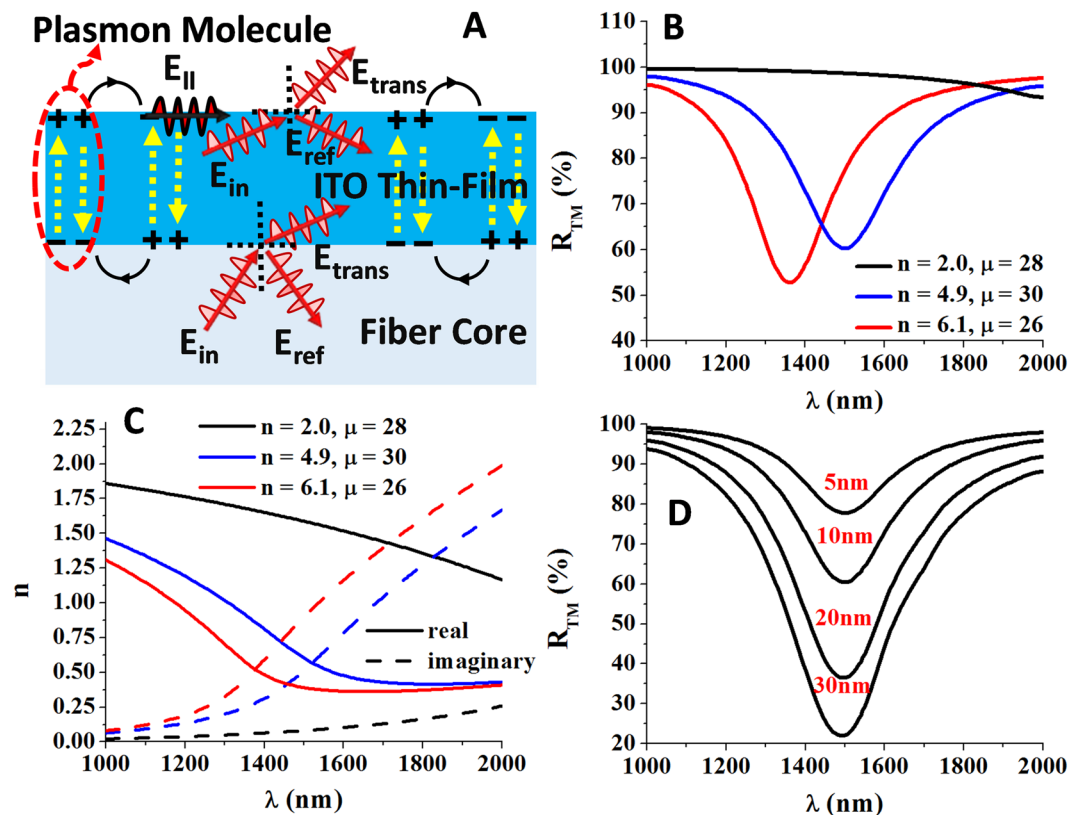 Plasmon Molecule
A
E||
Etrans
Ein
Eref
ITO Thin-Film
Etrans
Ein
Eref
Fiber Core
B
110
100
90
80
70
60
50
40
RTM (%)
n = 2.0, μ = 28
n = 4.9, μ = 30
n = 6.1, μ = 26
1000 1200 1400 1600 1800 2000
λ (nm)
C
n = 2.0, μ = 28
n = 4.9, μ = 30
n = 6.1, μ = 26
2.25
2.00
1.75
1.50
1.25
1.00
0.75
0.50
0.25
0.00
n
real
imaginary
1000 1200 1400 1600 1800 2000
λ (nm)
D
100
90
80
70
60
50
40
30
20
RTM (%)
5nm
10nm
20nm
30nm
1000 1200 1400 1600 1800 2000
λ (nm)